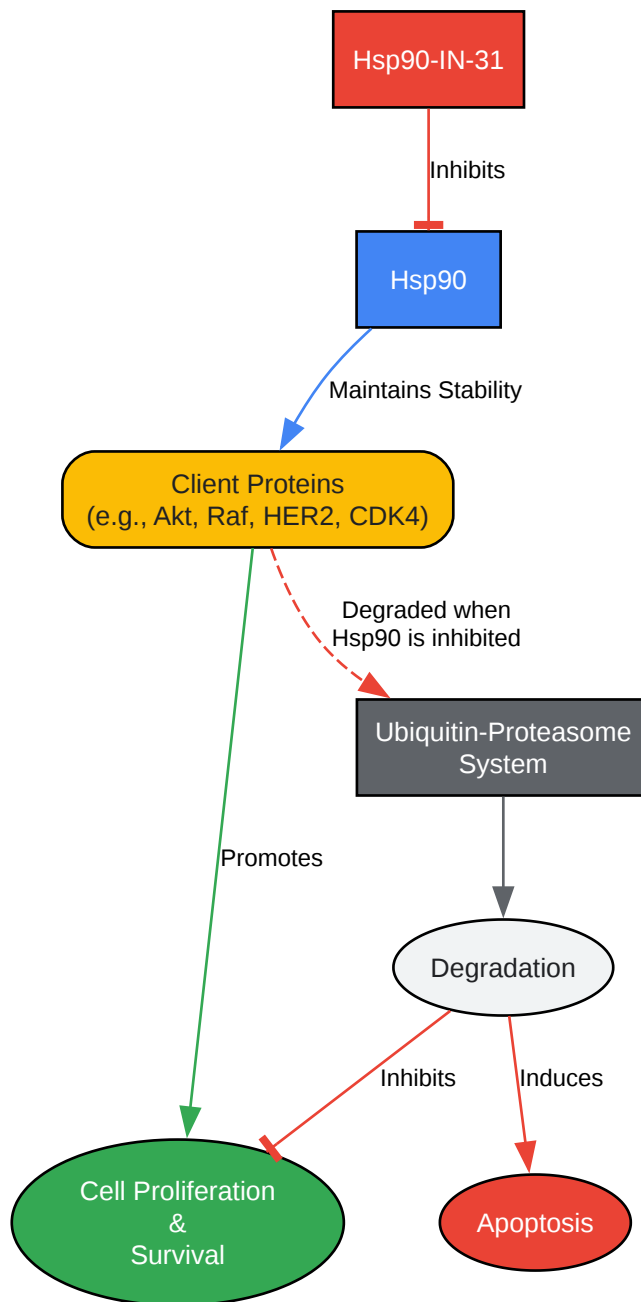 Hsp90-IN-31
Inhibits
Hsp90
Maintains Stability
Client Proteins
(e.g., Akt, Raf, HER2, CDK4)
Degraded when
Hsp90 is inhibited
Ubiquitin-Proteasome
System
Promotes
Degradation
Inhibits
Induces
Cell Proliferation
&
Survival
Apoptosis